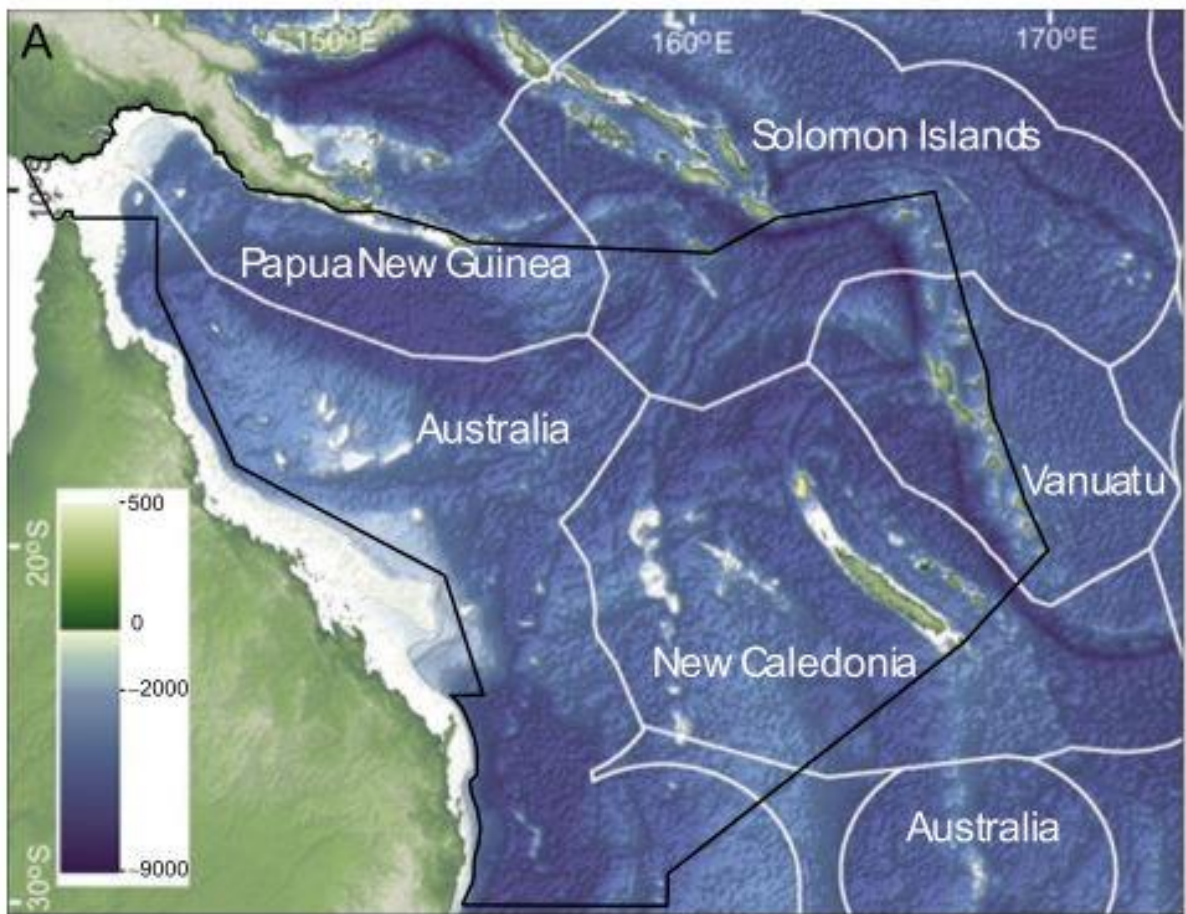 A
150°E
160°E
170°E
10°S
Solomon Islands
Papua New Guinea
Australia
Vanuatu
500
0
-2000
-9000
20°S
New Caledonia
Australia
30°S